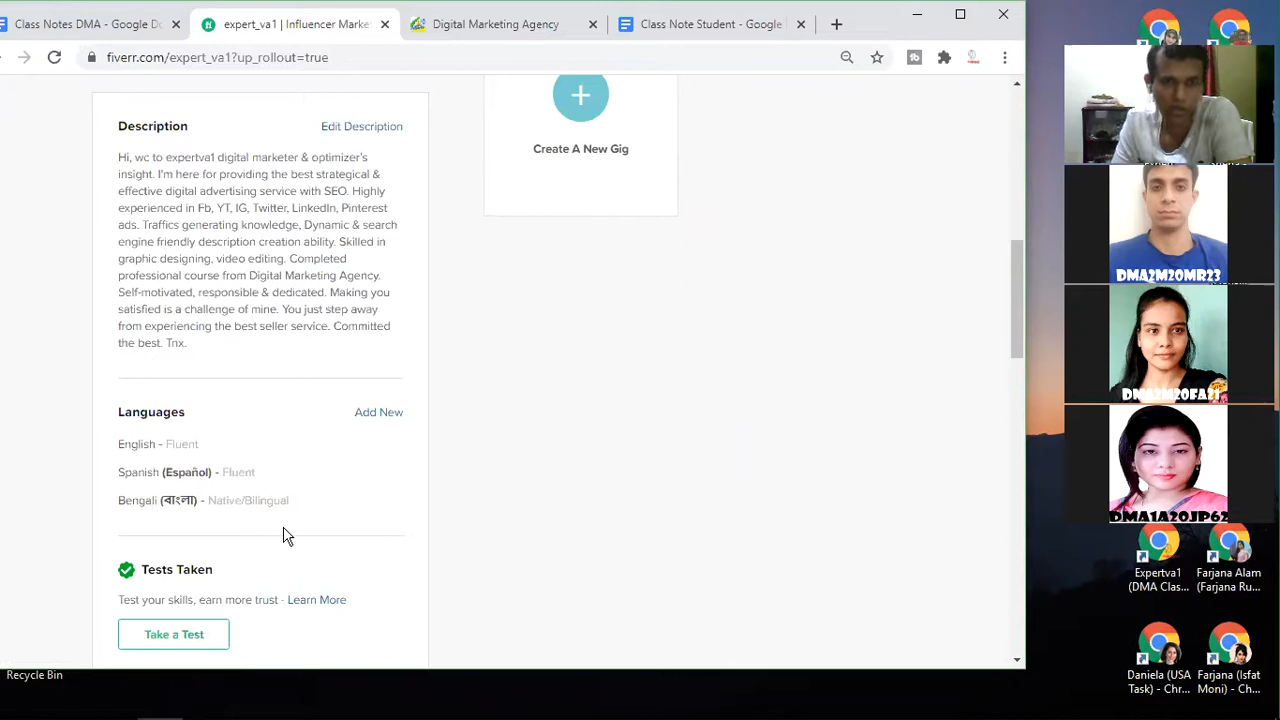 Class Notes DMA - Google Do
expert_va1 | Influencer Marke
Digital Marketing Agency
Class Note Student - Google
fiverr.com/expert_va1?up_rollout=true
Description
Edit Description
Hi, wc to expertva1 digital marketer & optimizer's
insight. I'm here for providing the best strategical &
effective digital advertising service with SEO. Highly
experienced in Fb, YT, IG, Twitter, LinkedIn, Pinterest
ads. Traffics generating knowledge, Dynamic & search
engine friendly description creation ability. Skilled in
graphic designing, video editing. Completed
professional course from Digital Marketing Agency.
Self-motivated, responsible & dedicated. Making you
satisfied is a challenge of mine. You just step away
from experiencing the best seller service. Committed
the best. Tnx.
Languages
Add New
English - Fluent
Spanish (Español) - Fluent
Bengali (বাংলা) - Native/Bilingual
Tests Taken
Test your skills, earn more trust - Learn More
Take a Test
Create A New Gig
DMA2M20MR23
DMA2M20FA21
DMA1A20JP62
Expertva1
(DMA Clas...
Farjana Alam
(Farjana Ru...
Daniela (USA
Task) - Chr...
Farjana (Isfat
Moni) - Ch...
Recycle Bin